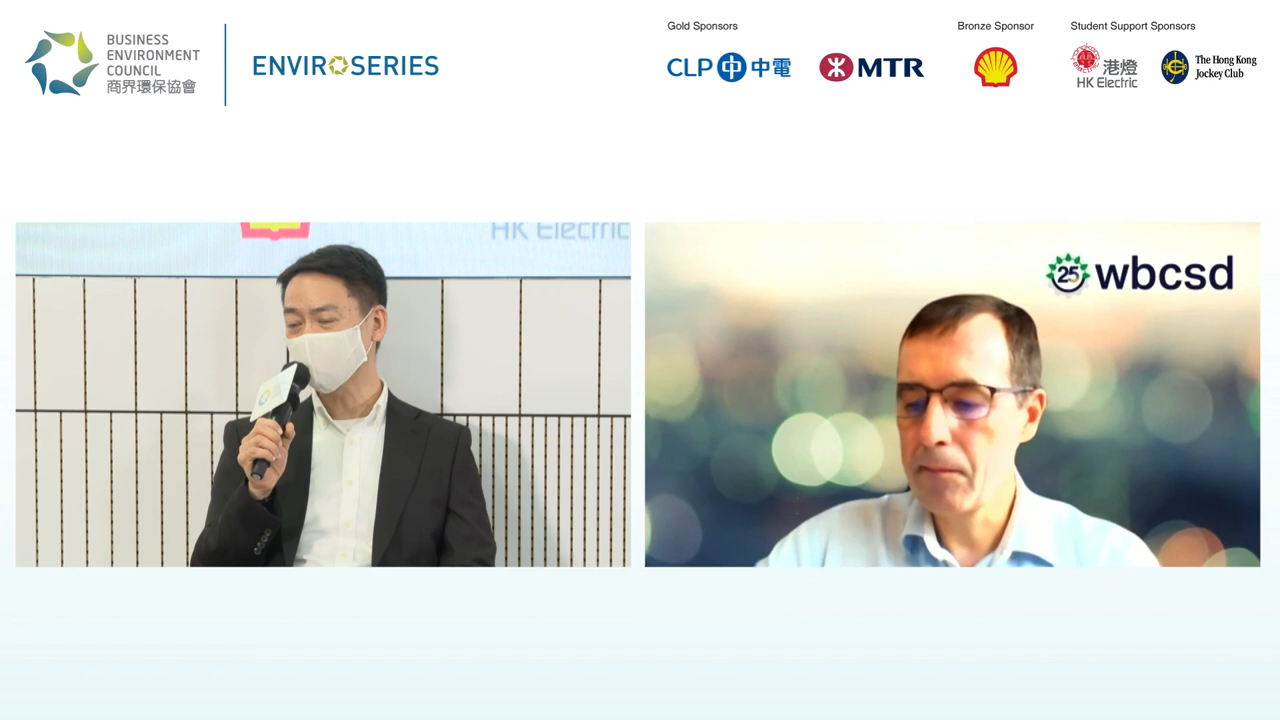 BUSINESS
ENVIRONMENT
COUNCIL
商界環保協會
ENVIROSERIES
Gold Sponsors
CLP 中電
MTR
Bronze Sponsor
Student Support Sponsors
港燈
HK Electric
The Hong Kong
Jockey Club
HK Electric
25 wbcsd